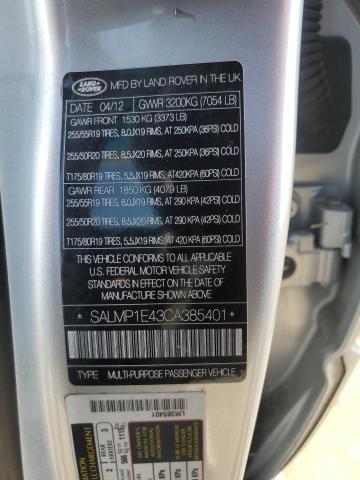 LAND ROVER
MFD BY LAND ROVER IN THE UK
DATE 04/12 GVWR 3200KG (7054 LB)
GAWR FRONT 1530 KG (3373 LB)
255/55R19 TIRES, 8.0JX19 RIMS, AT 250KPA (36PSI) COLD
255/50R20 TIRES, 8.5JX20 RIMS, AT 250KPA (36PSI) COLD
T175/80R19 TIRES, 5.5JX19 RIMS, AT 420KPA (60PSI) COLD
GAWR REAR 1850 KG (4079 LB)
255/55R19 TIRES, 8.0JX19 RIMS, AT 290 KPA (42PSI) COLD
255/50R20 TIRES, 8.5JX20 RIMS, AT 290 KPA (42PSI) COLD
T175/80R19 TIRES, 5.5JX19 RIMS, AT 420 KPA (60PSI) COLD
THIS VEHICLE CONFORMS TO ALL APPLICABLE
FEDERAL MOTOR VEHICLE SAFETY STANDARDS
IN EFFECT ON THE
DATE OF MANUFACTURE SHOWN ABOVE
* SALMP1E43CA385401 *
TYPE MULTI-PURPOSE PASSENGER VEHICLE
LM385401
REAR 3
2